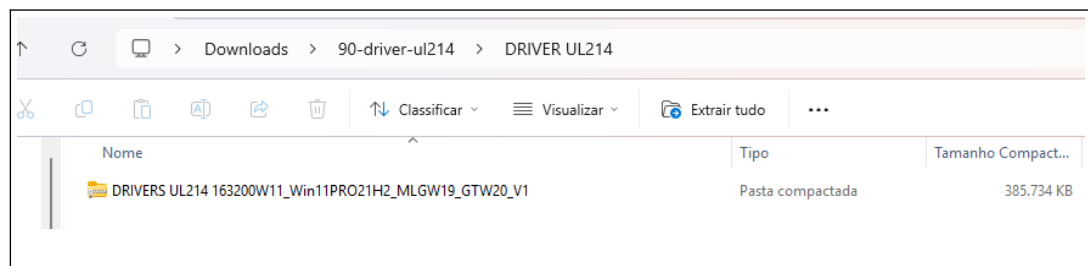 Downloads > 90-driver-ul214 > DRIVER UL214
Classificar Visualizar Extrair tudo ...
Nome Tipo Tamanho Compact...
DRIVERS UL214 163200W11_Win11PRO21H2_MLGW19_GTW20_V1 Pasta compactada 385.734 KB